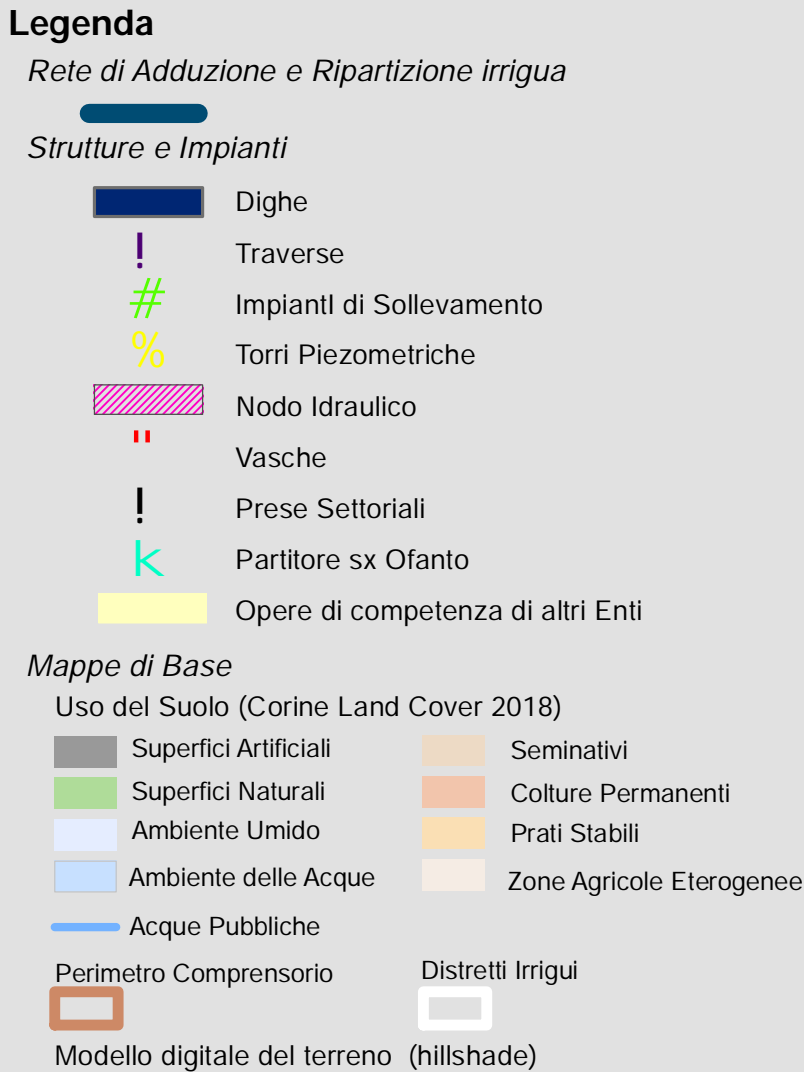 Legenda
Rete di Adduzione e Ripartizione irrigua
Strutture e Impianti
Dighe
! Traverse
# ImpiantI di Sollevamento
% Torri Piezometriche
Nodo Idraulico
" Vasche
! Prese Settoriali
k Partitore sx Ofanto
Opere di competenza di altri Enti
Mappe di Base
Uso del Suolo (Corine Land Cover 2018)
Superfici Artificiali
Superfici Naturali
Ambiente Umido
Ambiente delle Acque
Acque Pubbliche
Seminativi
Colture Permanenti
Prati Stabili
Zone Agricole Eterogenee
Perimetro Comprensorio
Distretti Irrigui
Modello digitale del terreno (hillshade)